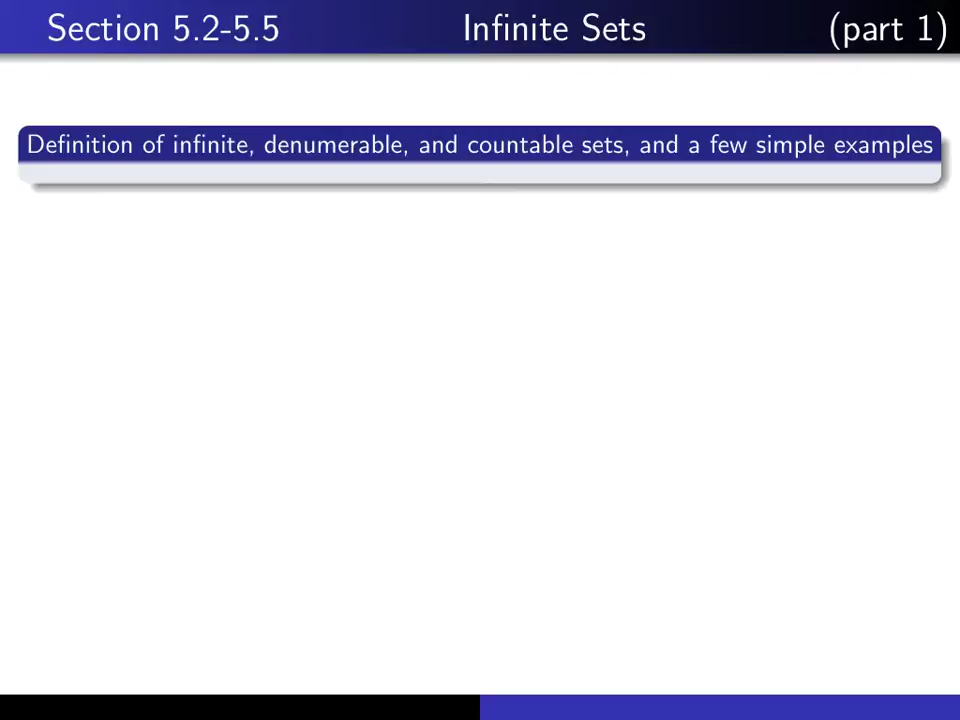 Section 5.2-5.5 Infinite Sets (part 1)
Definition of infinite, denumerable, and countable sets, and a few simple examples